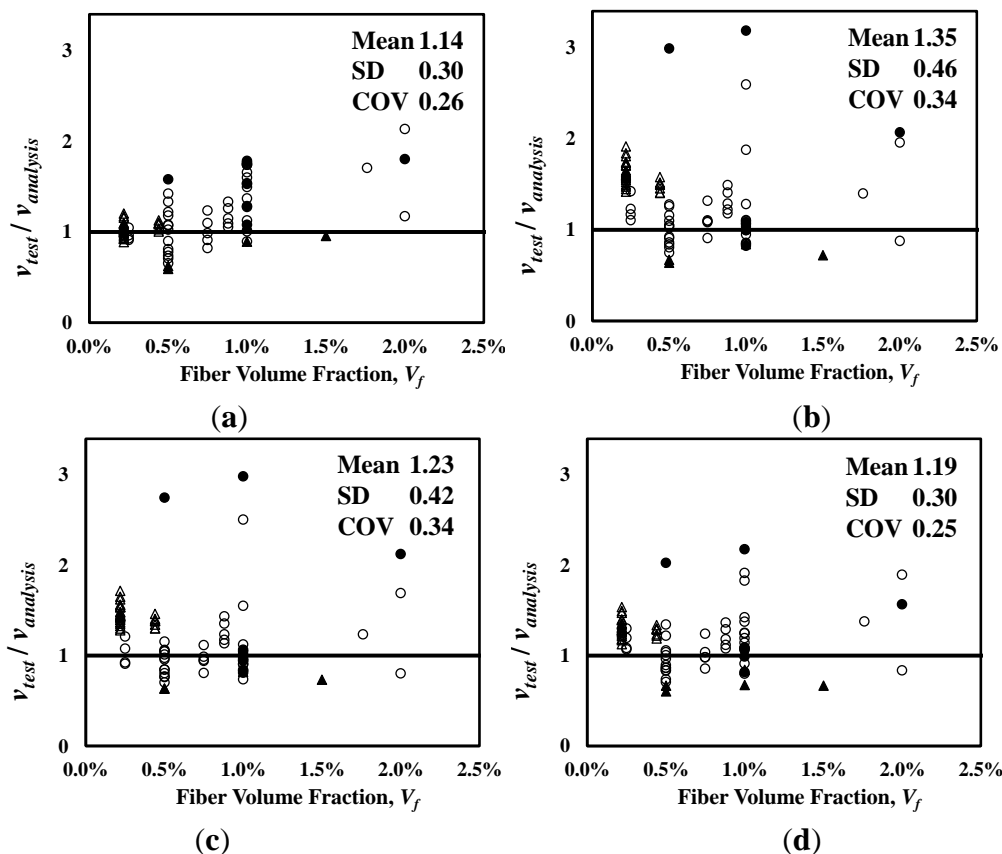 Mean 1.14
SD 0.30
COV 0.26
3
2
1
0
v_test / v_analysis
0.0% 0.5% 1.0% 1.5% 2.0% 2.5%
Fiber Volume Fraction, V_f
(a)
Mean 1.35
SD 0.46
COV 0.34
3
2
1
0
v_test / v_analysis
0.0% 0.5% 1.0% 1.5% 2.0% 2.5%
Fiber Volume Fraction, V_f
(b)
Mean 1.23
SD 0.42
COV 0.34
3
2
1
0
v_test / v_analysis
0.0% 0.5% 1.0% 1.5% 2.0% 2.5%
Fiber Volume Fraction, V_f
(c)
Mean 1.19
SD 0.30
COV 0.25
3
2
1
0
v_test / v_analysis
0.0% 0.5% 1.0% 1.5% 2.0% 2.5%
Fiber Volume Fraction, V_f
(d)